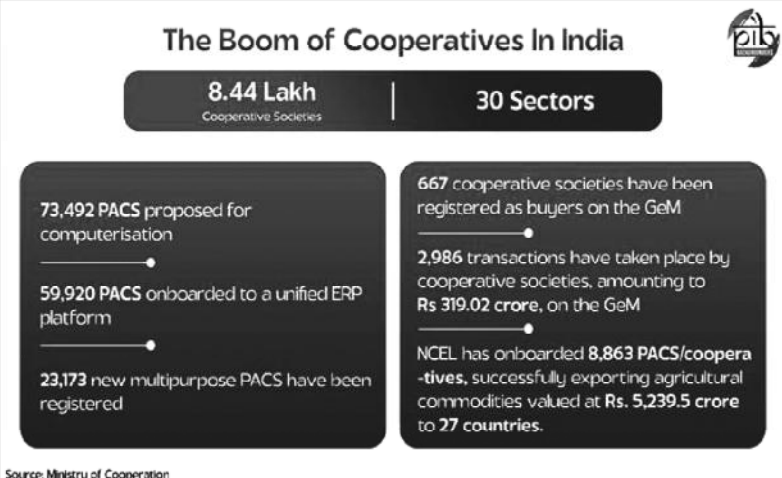 The Boom of Cooperatives In India
pib
8.44 Lakh
Cooperative Societies
30 Sectors
73,492 PACS proposed for
computerisation
59,920 PACS onboarded to a unified ERP
platform
23,173 new multipurpose PACS have been
registered
667 cooperative societies have been
registered as buyers on the GeM
2,986 transactions have taken place by
cooperative societies, amounting to
Rs 319.02 crore, on the GeM
NCEL has onboarded 8,863 PACS/coopera
-tives, successfully exporting agricultural
commodities valued at Rs. 5,239.5 crore
to 27 countries.
Source: Ministry of Cooperation